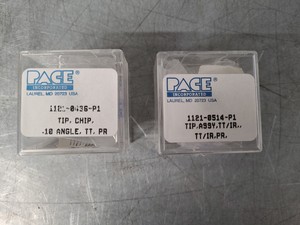 PACE
INCORPORATED
LAUREL, MD 20723 USA
1121-0436-P1
TIP, CHIP,
.10 ANGLE, TT, PR
PACE
INCORPORATED
LAUREL, MD 20723 USA
1121-0514-P1
TIP,ASSY,TT/IR,,
TT/IR,PR,